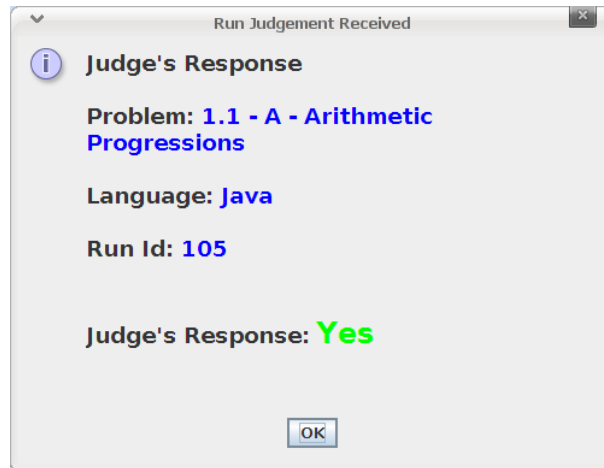 Run Judgement Received
Judge's Response
Problem: 1.1 - A - Arithmetic
Progressions
Language: Java
Run Id: 105
Judge's Response: Yes
OK